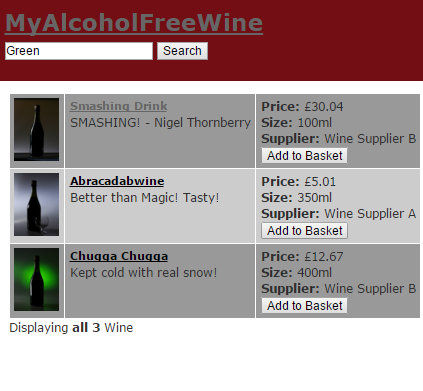 MyAlcoholFreeWine
Green Search
Smashing Drink
SMASHING! - Nigel Thornberry
Price: £30.04
Size: 100ml
Supplier: Wine Supplier B
Add to Basket
Abracadabwine
Better than Magic! Tasty!
Price: £5.01
Size: 350ml
Supplier: Wine Supplier A
Add to Basket
Chugga Chugga
Kept cold with real snow!
Price: £12.67
Size: 400ml
Supplier: Wine Supplier B
Add to Basket
Displaying all 3 Wine